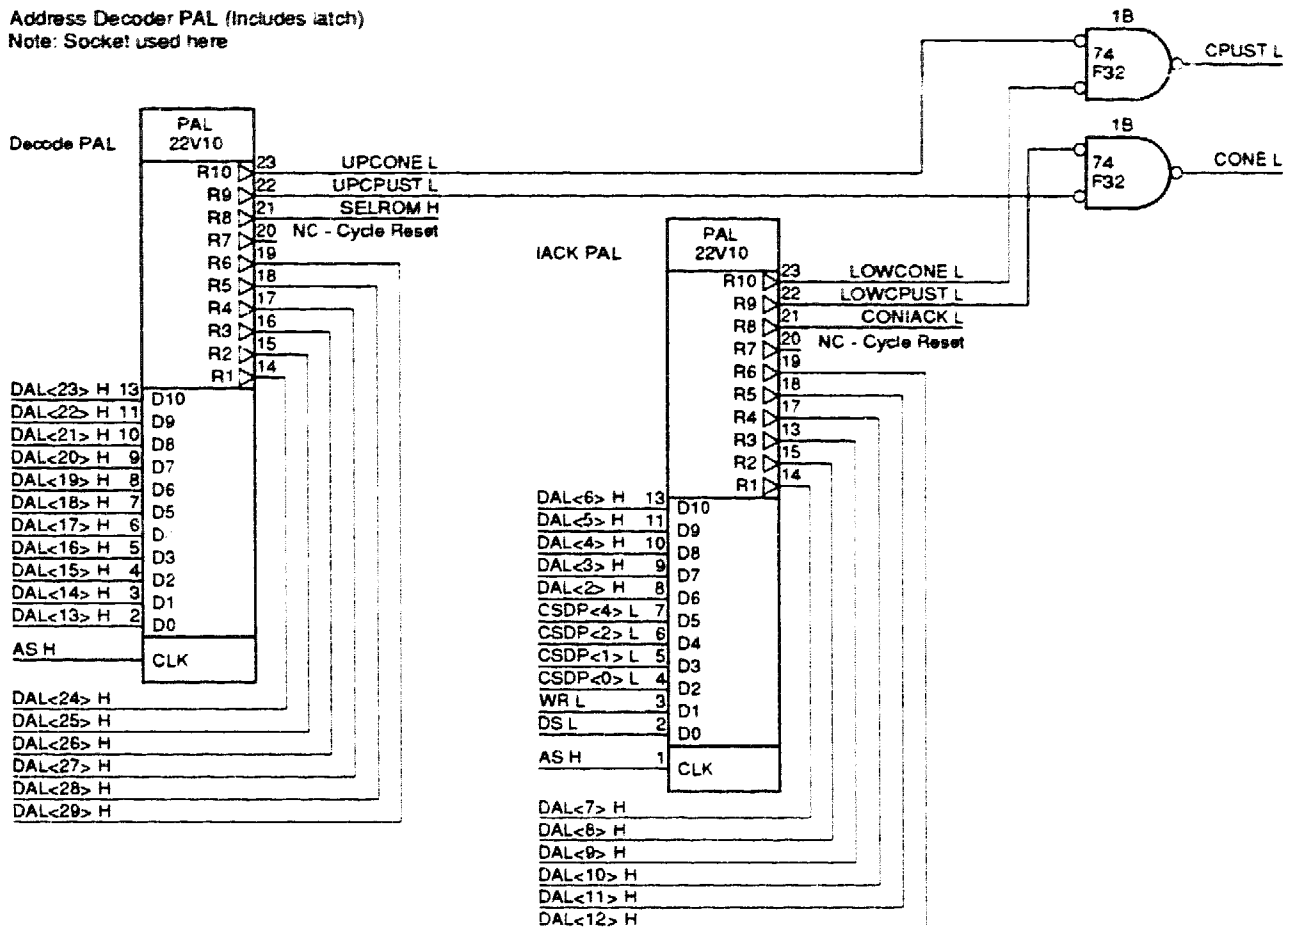 Address Decoder PAL (Includes latch)
Note: Socket used here
1B
74
F32
CPUST L
1B
74
F32
CONE L
Decode PAL
PAL
22V10
R10 23 UPCONE L
R9 22 UPCPUST L
R8 21 SELROM H
R7 20 NC - Cycle Reset
R6 19
R5 18
R4 17
R3 16
R2 15
R1 14
DAL<23> H 13 D10
DAL<22> H 11 D9
DAL<21> H 10 D8
DAL<20> H 9 D7
DAL<19> H 8 D6
DAL<18> H 7 D5
DAL<17> H 6 D
DAL<16> H 5 D3
DAL<15> H 4 D2
DAL<14> H 3 D1
DAL<13> H 2 D0
AS H CLK
DAL<24> H
DAL<25> H
DAL<26> H
DAL<27> H
DAL<28> H
DAL<29> H
IACK PAL
PAL
22V10
R10 23 LOWCONE L
R9 22 LOWCPUST L
R8 21 CONIACK L
R7 20 NC - Cycle Reset
R6 19
R5 18
R4 17
R3 13
R2 15
R1 14
DAL<6> H 13 D10
DAL<5> H 11 D9
DAL<4> H 10 D8
DAL<3> H 9 D7
DAL<2> H 8 D6
CSDP<4> L 7 D5
CSDP<2> L 6 D4
CSDP<1> L 5 D3
CSDP<0> L 4 D2
WR L 3 D1
DS L 2 D0
AS H 1 CLK
DAL<7> H
DAL<8> H
DAL<9> H
DAL<10> H
DAL<11> H
DAL<12> H